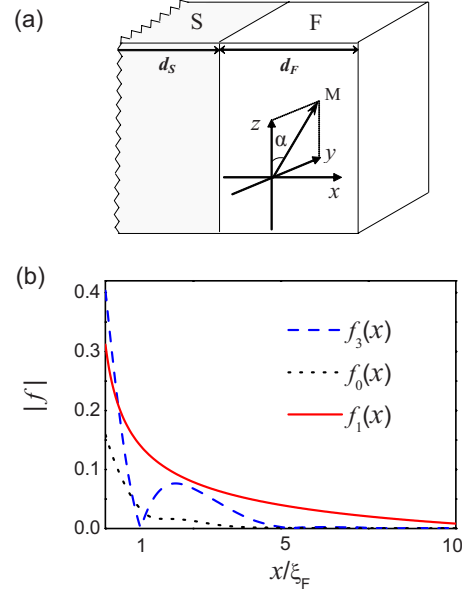 (a)
S F
d_S d_F
M
z α
y
x
(b)
0.4
0.3
0.2
0.1
0.0
|f|
f_3(x)
f_0(x)
f_1(x)
1 5 10
x/ξ_F